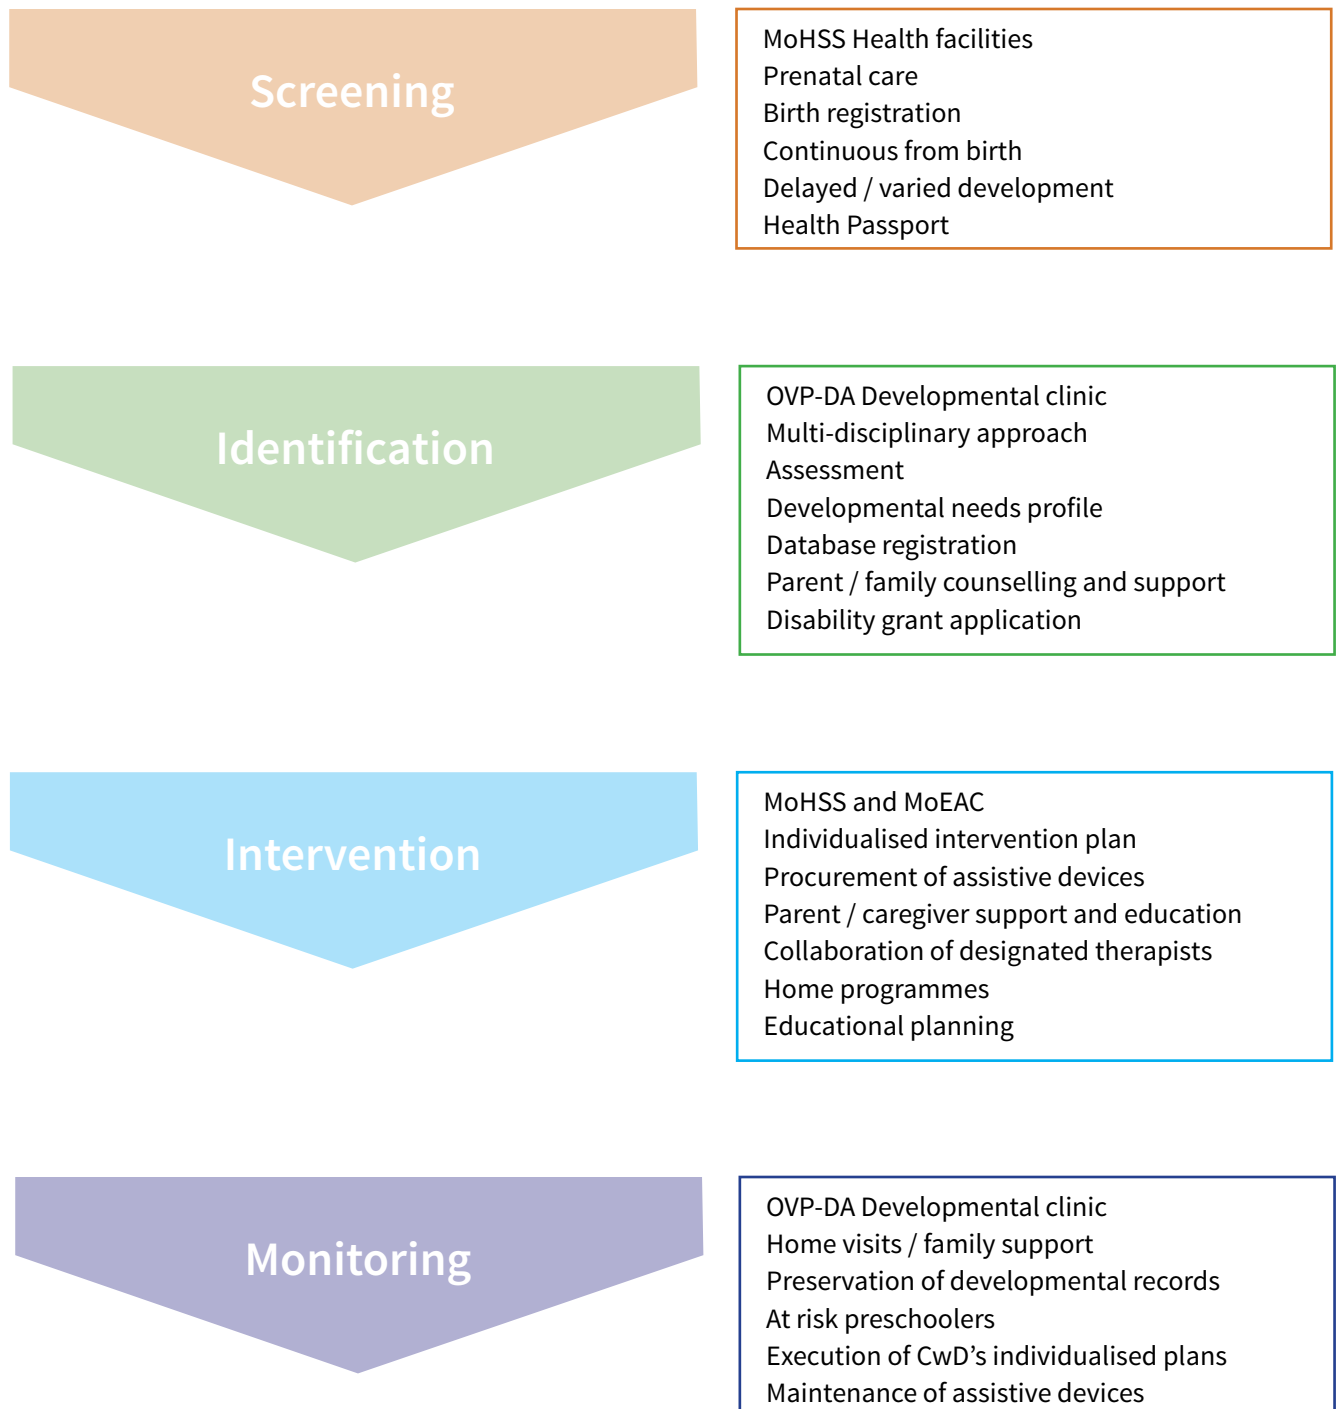 Screening
MoHSS Health facilities
Prenatal care
Birth registration
Continuous from birth
Delayed / varied development
Health Passport
Identification
OVP-DA Developmental clinic
Multi-disciplinary approach
Assessment
Developmental needs profile
Database registration
Parent / family counselling and support
Disability grant application
Intervention
MoHSS and MoEAC
Individualised intervention plan
Procurement of assistive devices
Parent / caregiver support and education
Collaboration of designated therapists
Home programmes
Educational planning
Monitoring
OVP-DA Developmental clinic
Home visits / family support
Preservation of developmental records
At risk preschoolers
Execution of CwD’s individualised plans
Maintenance of assistive devices